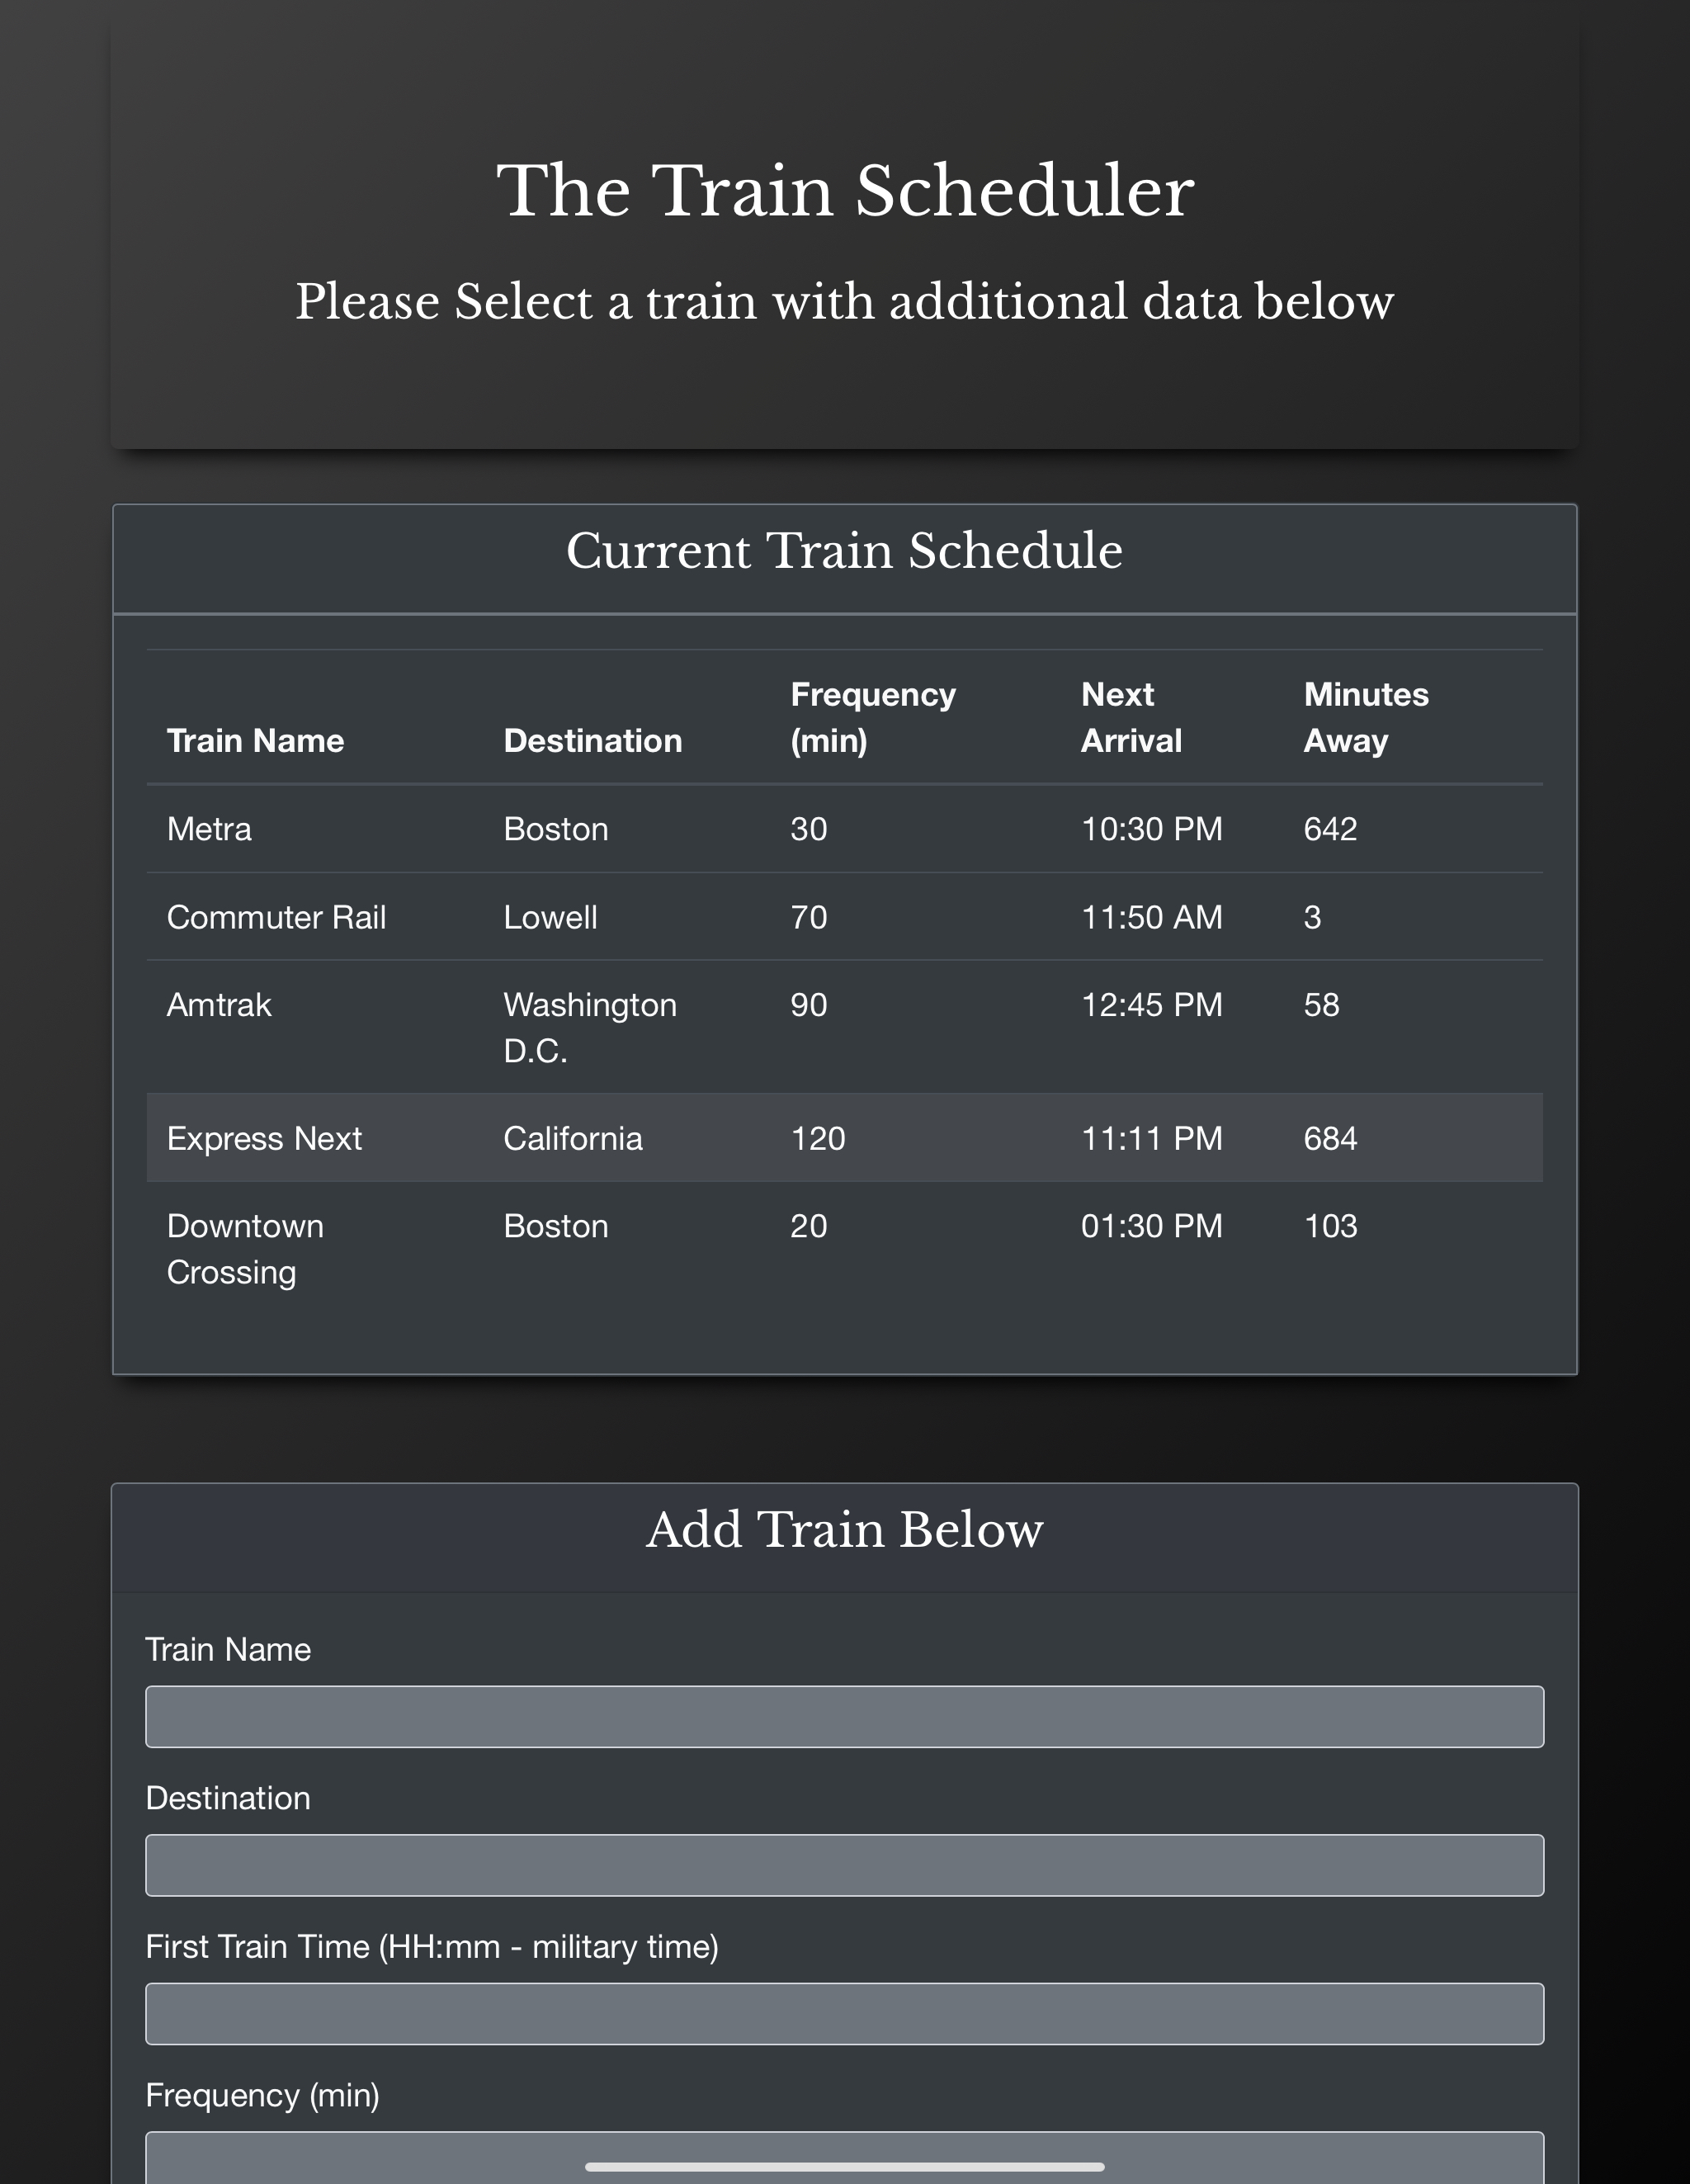 The Train Scheduler
Please Select a train with additional data below
Current Train Schedule
Train Name Destination Frequency (min) Next Arrival Minutes Away
Metra Boston 30 10:30 PM 642
Commuter Rail Lowell 70 11:50 AM 3
Amtrak Washington D.C. 90 12:45 PM 58
Express Next California 120 11:11 PM 684
Downtown Crossing Boston 20 01:30 PM 103
Add Train Below
Train Name
Destination
First Train Time (HH:mm - military time)
Frequency (min)